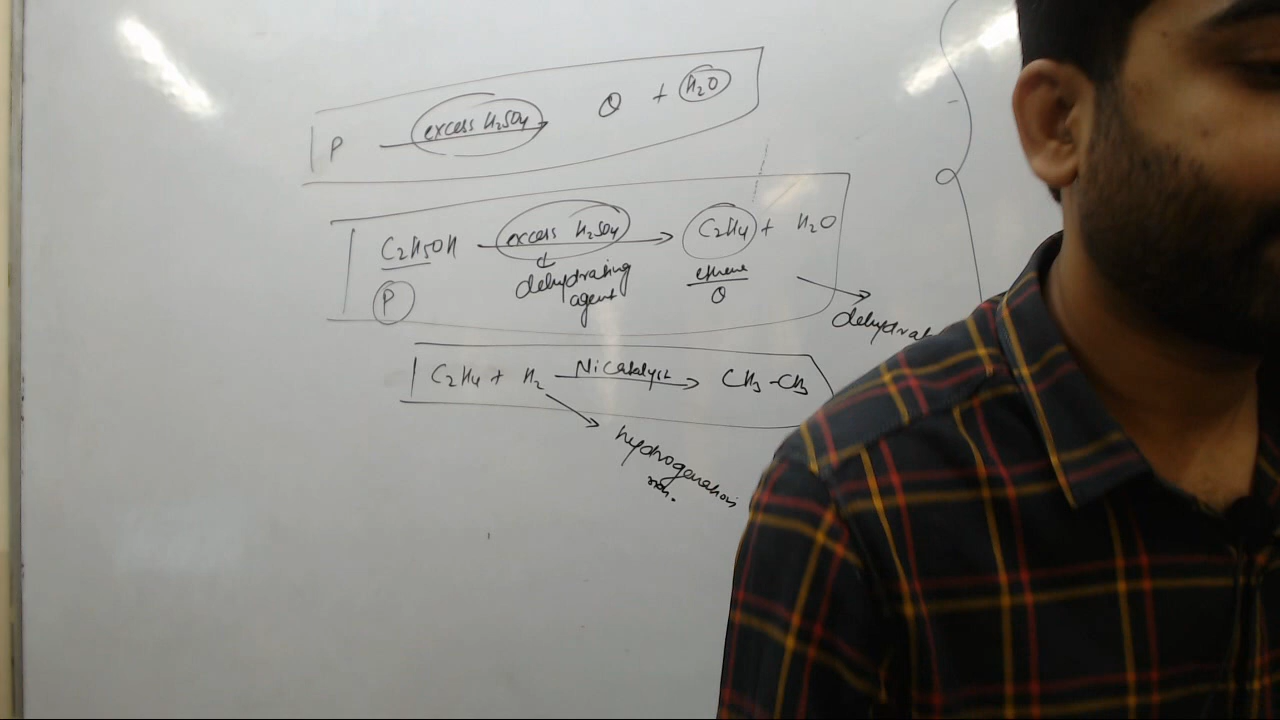 P excess H₂SO₄ Q + H₂O
C₂H₅OH excess H₂SO₄ C₂H₄ + H₂O
dehydrating
agent
ethene
P
Q
dehydrat
C₂H₄ + H₂ Ni Catalyst CH₃-CH₃
hydrogenation
rxn.